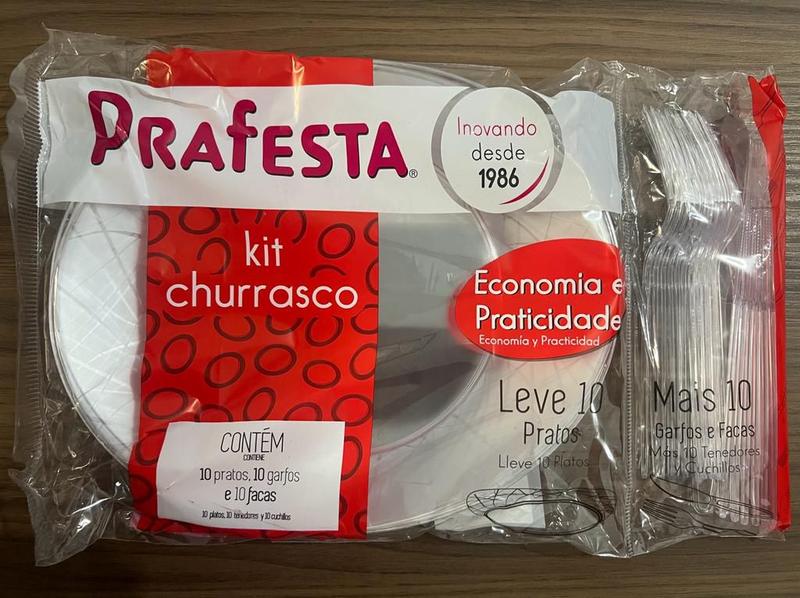 PRAFESTA®
Inovando
desde
1986
kit
churrasco
Economia e
Praticidade
Economía y Practicidad
Leve 10
Pratos
Lleve 10 Platos
Mais 10
Garfos e Facas
Más 10 Tenedores
y Cuchillos
CONTÉM
CONTIENE
10 pratos, 10 garfos
e 10 facas
10 platos, 10 tenedores y 10 cuchillos